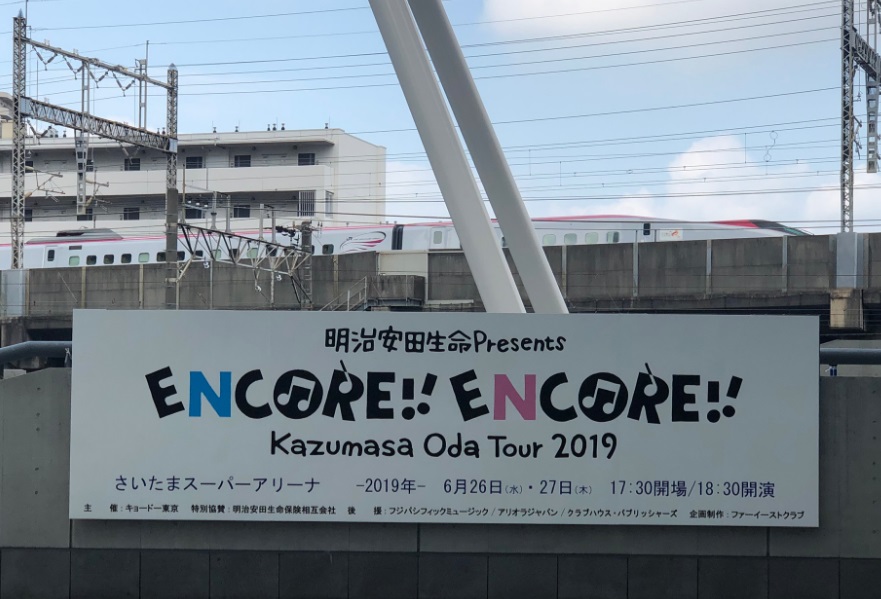 明治安田生命Presents
ENCORE!! ENCORE!!
Kazumasa Oda Tour 2019
さいたまスーパーアリーナ -2019年- 6月26日(水)・27日(木) 17:30開場/18:30開演
主 催:キョードー東京 特別協賛:明治安田生命保険相互会社 後 援:フジパシフィックミュージック/アリオラジャパン/クラブハウス・パブリッシャーズ 企画制作:ファーイーストクラブ